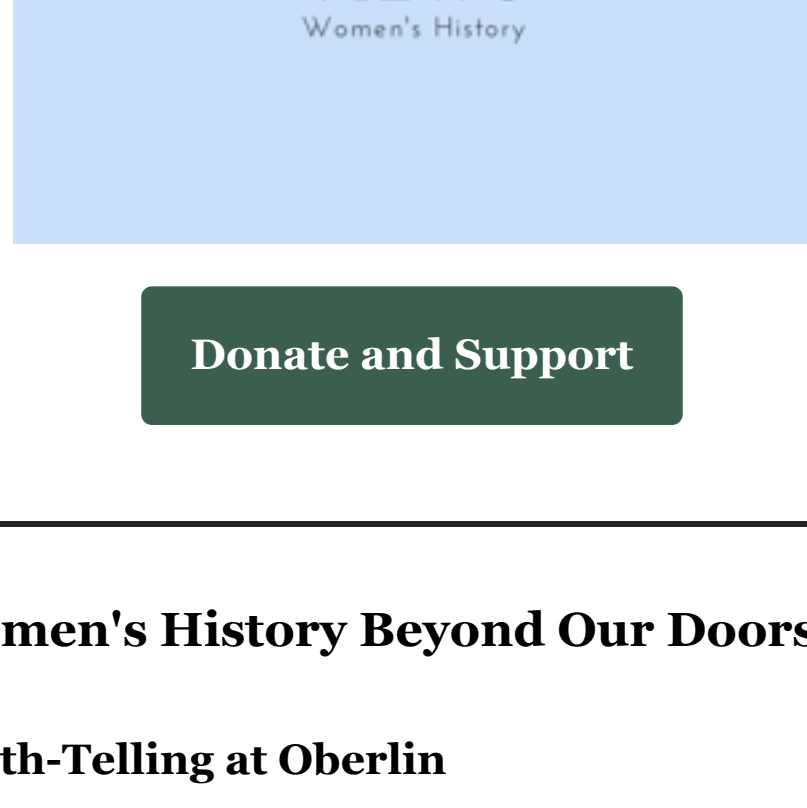 Women's History
Donate and Support
men's History Beyond Our Doors
th-Telling at Oberlin